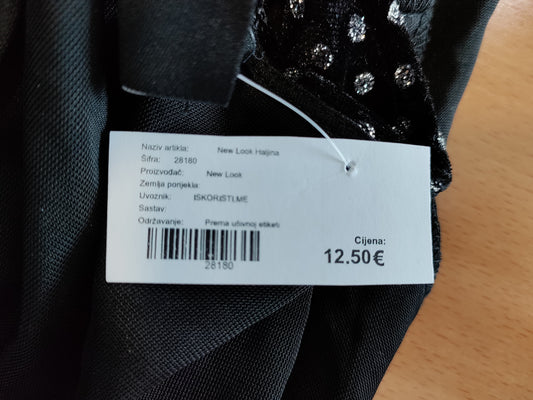 Naziv artikla: New Look Haljina
Šifra: 28180
Proizvođač: New Look
Zemlja porijekla:
Uvoznik: ISKORISTI.ME
Sastav:
Održavanje: Prema ušivnoj etiketi
28180
Cijena:
12.50€